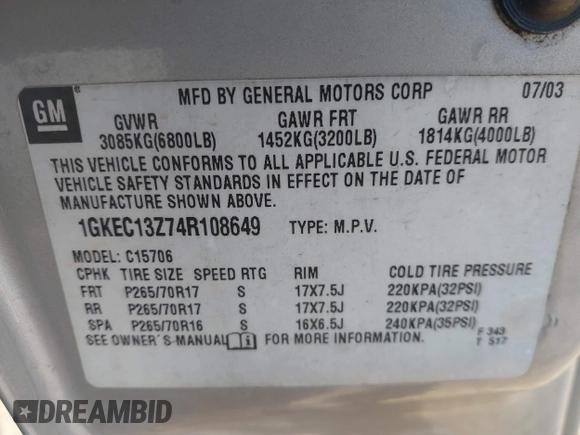 GM
MFD BY GENERAL MOTORS CORP 07/03
GVWR GAWR FRT GAWR RR
3085KG(6800LB) 1452KG(3200LB) 1814KG(4000LB)
THIS VEHICLE CONFORMS TO ALL APPLICABLE U.S. FEDERAL MOTOR
VEHICLE SAFETY STANDARDS IN EFFECT ON THE DATE OF
MANUFACTURE SHOWN ABOVE.
1GKEC13Z74R108649 TYPE: M.P.V.
MODEL: C15706
CPHK TIRE SIZE SPEED RTG RIM COLD TIRE PRESSURE
FRT P265/70R17 S 17X7.5J 220KPA(32PSI)
RR P265/70R17 S 17X7.5J 220KPA(32PSI)
SPA P265/70R16 S 16X6.5J 240KPA(35PSI)
SEE OWNER'S MANUAL i FOR MORE INFORMATION. F 343
T 517
DREAMBID